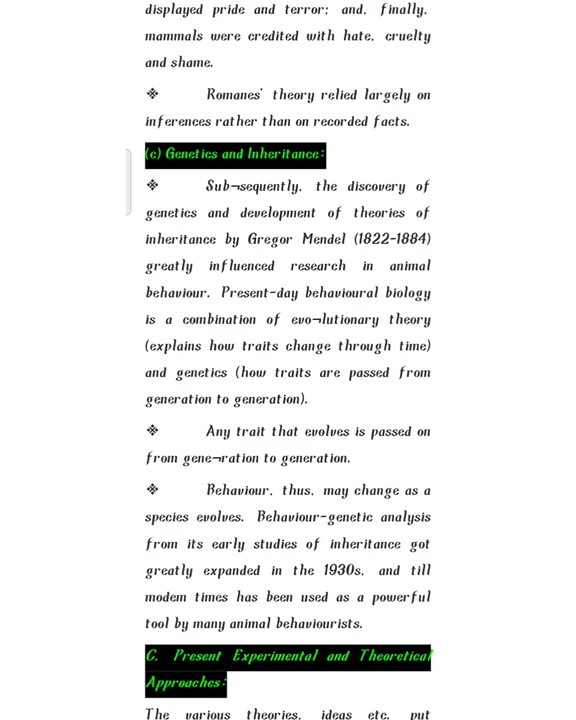 displayed pride and terror; and, finally,
mammals were credited with hate, cruelty
and shame.
❖ Romanes' theory relied largely on
inferences rather than on recorded facts.
(c) Genetics and Inheritance:
❖ Sub¬sequently, the discovery of
genetics and development of theories of
inheritance by Gregor Mendel (1822-1884)
greatly influenced research in animal
behaviour. Present-day behavioural biology
is a combination of evo¬lutionary theory
(explains how traits change through time)
and genetics (how traits are passed from
generation to generation).
❖ Any trait that evolves is passed on
from gene¬ration to generation.
❖ Behaviour, thus, may change as a
species evolves. Behaviour-genetic analysis
from its early studies of inheritance got
greatly expanded in the 1930s, and till
modem times has been used as a powerful
tool by many animal behaviourists.
C. Present Experimental and Theoretical
Approaches:
The various theories, ideas etc. put